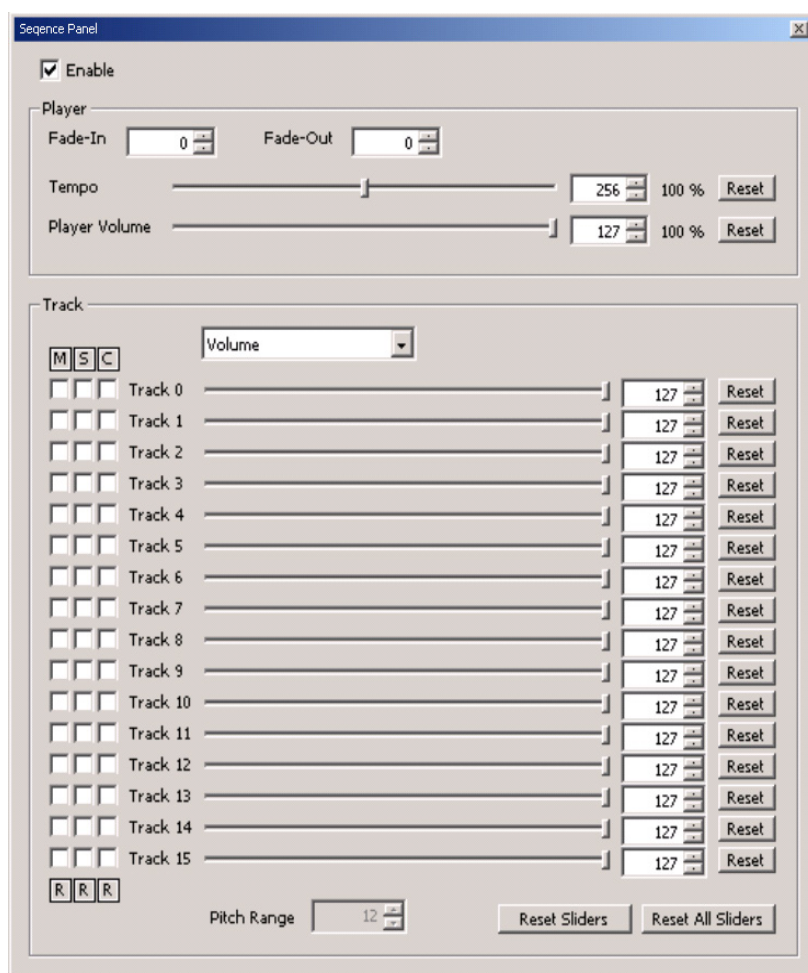 Seqence Panel
Enable
Player
Fade-In 0 Fade-Out 0
Tempo 256 100 % Reset
Player Volume 127 100 % Reset
Track
Volume
M S C
Track 0 127 Reset
Track 1 127 Reset
Track 2 127 Reset
Track 3 127 Reset
Track 4 127 Reset
Track 5 127 Reset
Track 6 127 Reset
Track 7 127 Reset
Track 8 127 Reset
Track 9 127 Reset
Track 10 127 Reset
Track 11 127 Reset
Track 12 127 Reset
Track 13 127 Reset
Track 14 127 Reset
Track 15 127 Reset
R R R
Pitch Range 12 Reset Sliders Reset All Sliders